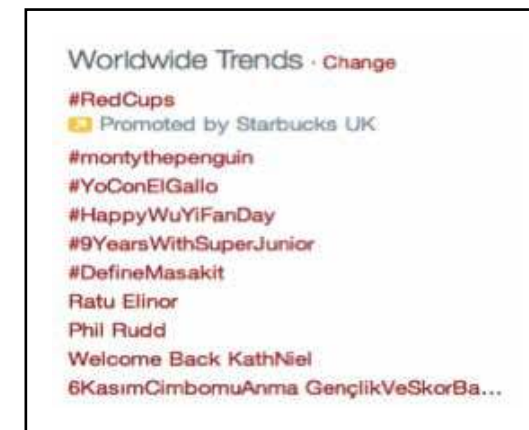 Worldwide Trends · Change
#RedCups
Promoted by Starbucks UK
#montythepenguin
#YoConElGallo
#HappyWuYiFanDay
#9YearsWithSuperJunior
#DefineMasakit
Ratu Elinor
Phil Rudd
Welcome Back KathNiel
6KasımCimbomuAnma GençlikVeSkorBa...